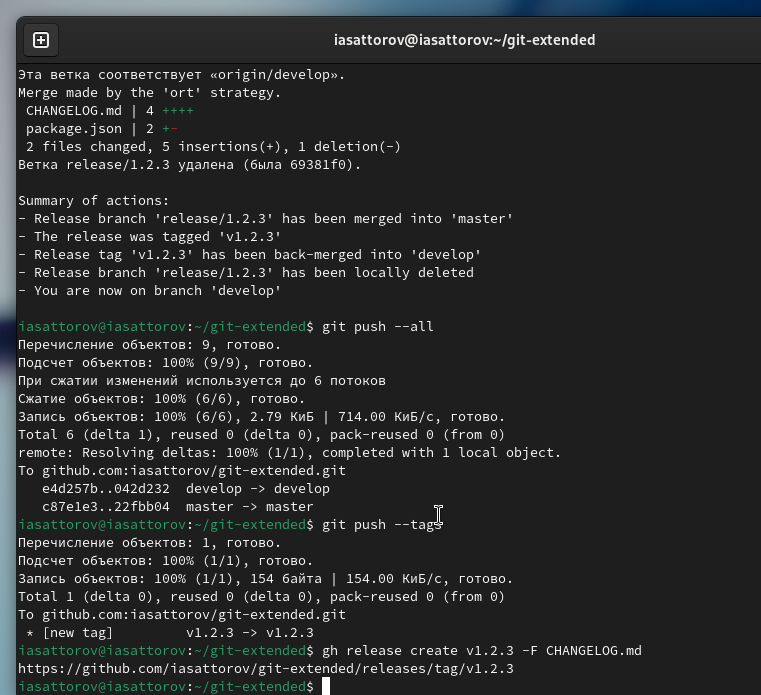 iasattorov@iasattorov:~/git-extended
Эта ветка соответствует «origin/develop».
Merge made by the 'ort' strategy.
 CHANGELOG.md | 4 ++++
 package.json | 2 +-
 2 files changed, 5 insertions(+), 1 deletion(-)
Ветка release/1.2.3 удалена (была 69381f0).

Summary of actions:
- Release branch 'release/1.2.3' has been merged into 'master'
- The release was tagged 'v1.2.3'
- Release tag 'v1.2.3' has been back-merged into 'develop'
- Release branch 'release/1.2.3' has been locally deleted
- You are now on branch 'develop'

iasattorov@iasattorov:~/git-extended$ git push --all
Перечисление объектов: 9, готово.
Подсчет объектов: 100% (9/9), готово.
При сжатии изменений используется до 6 потоков
Сжатие объектов: 100% (6/6), готово.
Запись объектов: 100% (6/6), 2.79 КиБ | 714.00 КиБ/с, готово.
Total 6 (delta 1), reused 0 (delta 0), pack-reused 0 (from 0)
remote: Resolving deltas: 100% (1/1), completed with 1 local object.
To github.com:iasattorov/git-extended.git
   e4d257b..042d232  develop -> develop
   c87e1e3..22fbb04  master -> master
iasattorov@iasattorov:~/git-extended$ git push --tags
Перечисление объектов: 1, готово.
Подсчет объектов: 100% (1/1), готово.
Запись объектов: 100% (1/1), 154 байта | 154.00 КиБ/с, готово.
Total 1 (delta 0), reused 0 (delta 0), pack-reused 0 (from 0)
To github.com:iasattorov/git-extended.git
 * [new tag]         v1.2.3 -> v1.2.3
iasattorov@iasattorov:~/git-extended$ gh release create v1.2.3 -F CHANGELOG.md
https://github.com/iasattorov/git-extended/releases/tag/v1.2.3
iasattorov@iasattorov:~/git-extended$